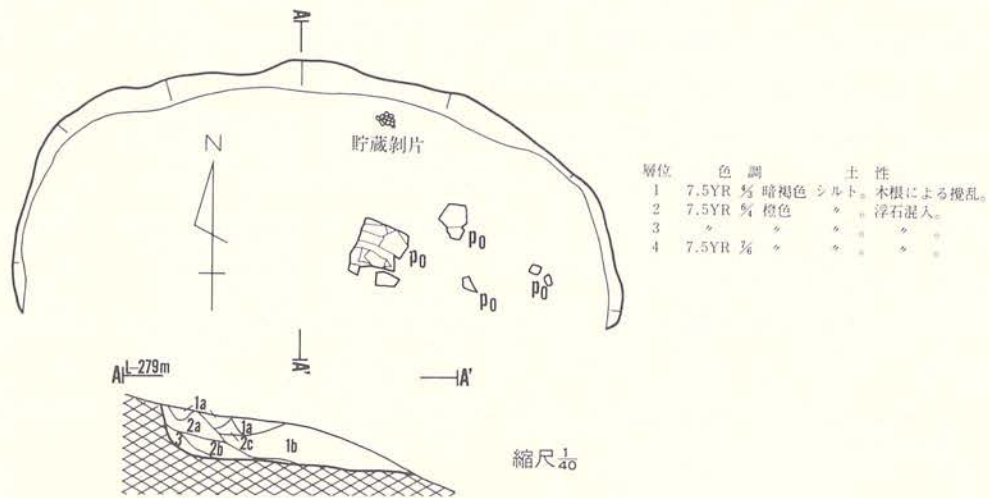 A
貯蔵剝片
N
po
po
po
po
A'
A L-279m
A'
1a
2a
1a
3
2b
2c
1b
縮尺 1/40
層位 色調 土性
1 7.5YR 暗褐色 シルト。木根による攪乱。
2 7.5YR 橙色 〃。浮石混入。
3 〃 〃 〃。〃。
4 7.5YR 〃 〃。〃。